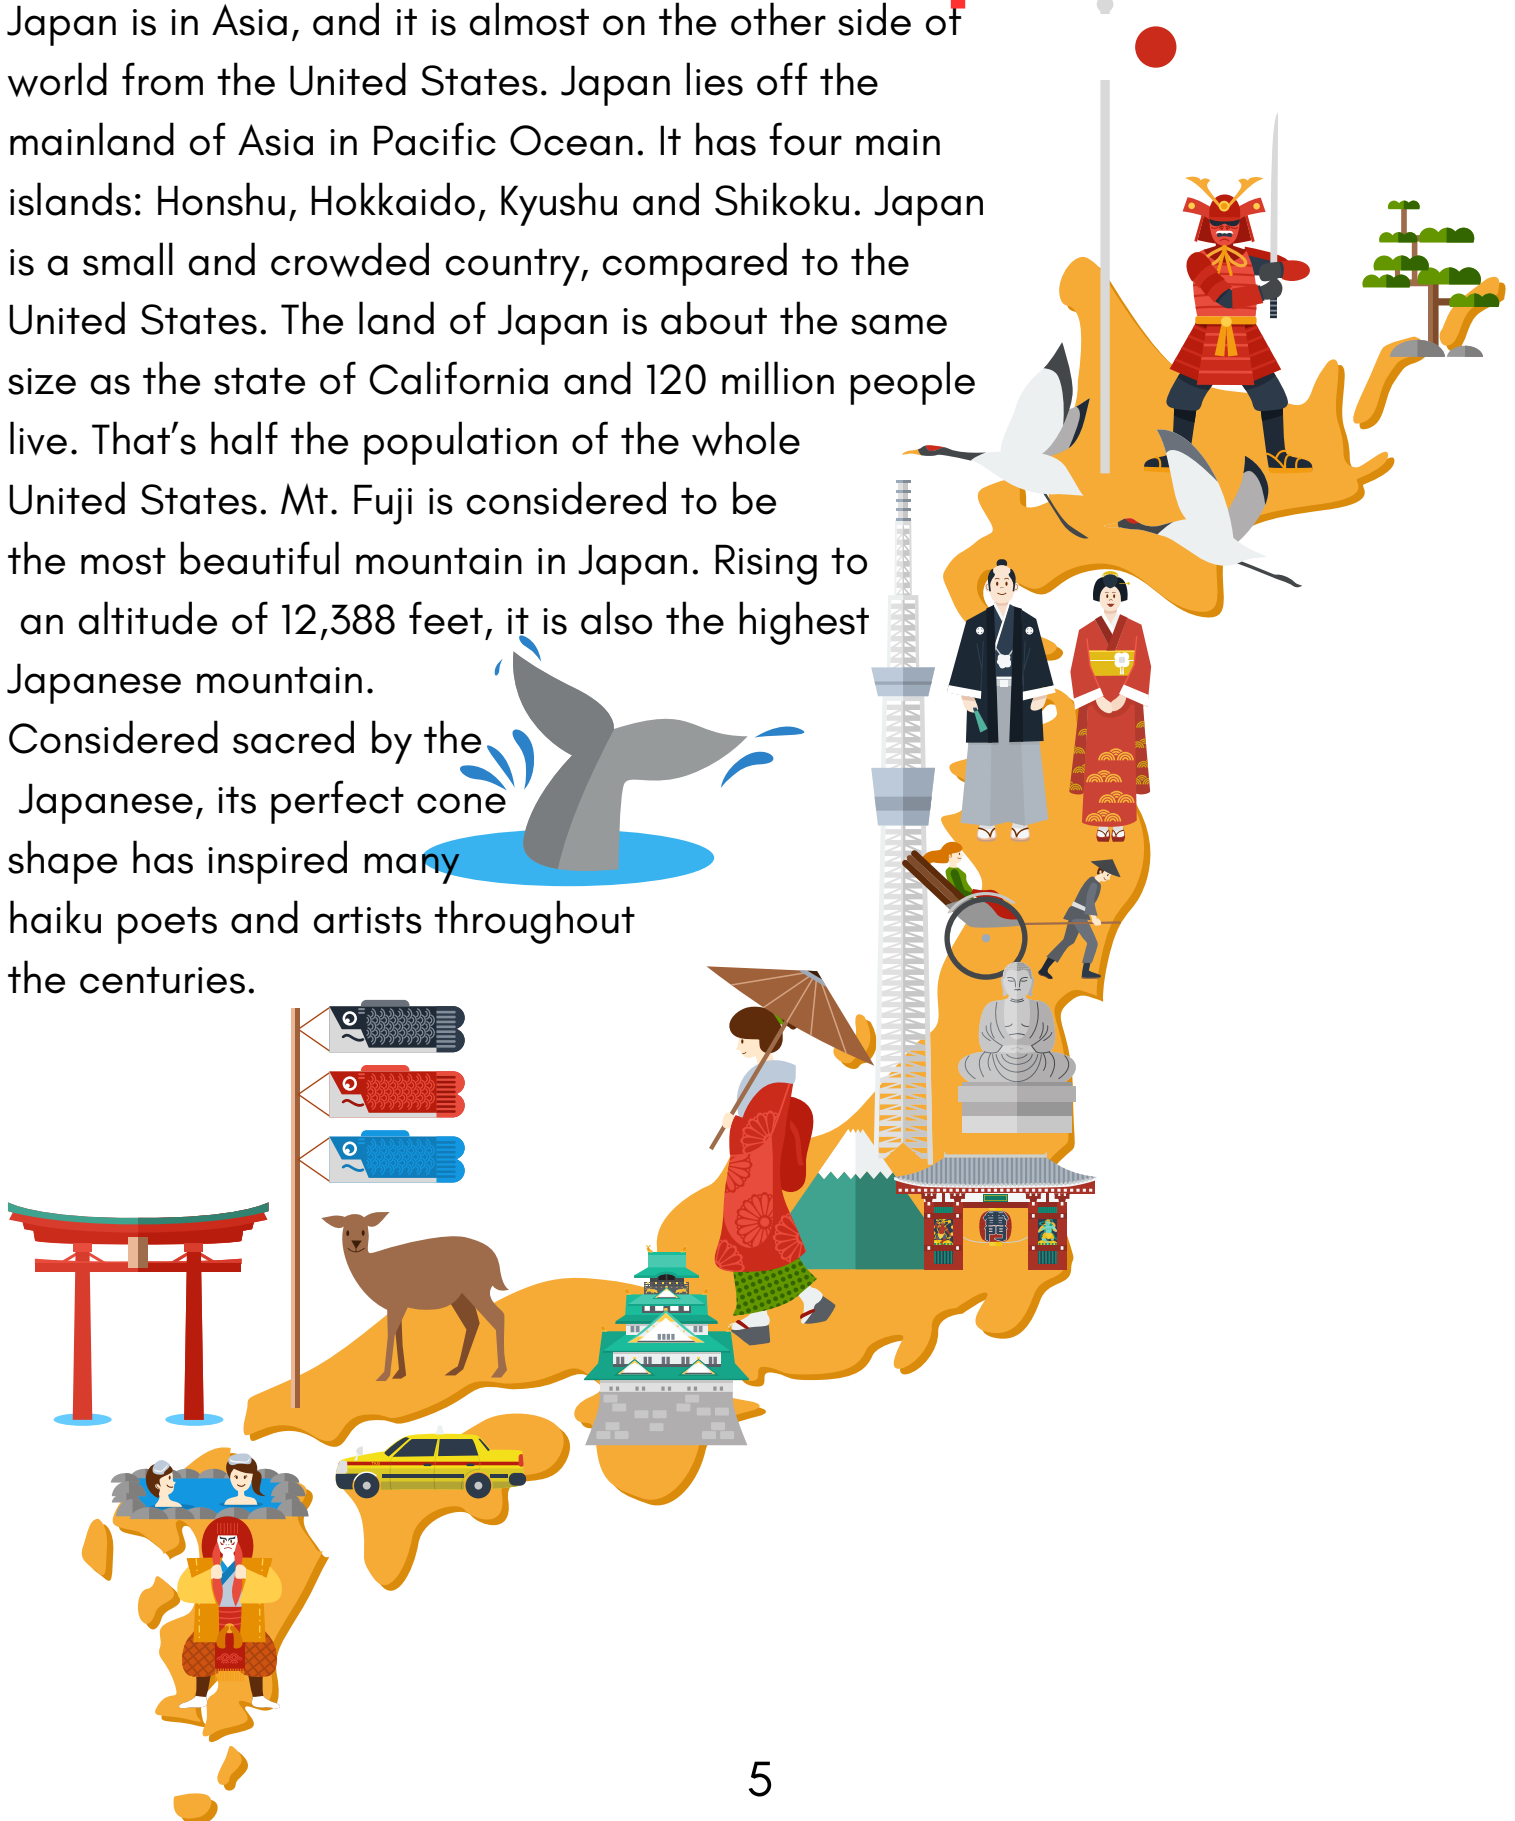 Japan is in Asia, and it is almost on the other side of
world from the United States. Japan lies off the
mainland of Asia in Pacific Ocean. It has four main
islands: Honshu, Hokkaido, Kyushu and Shikoku. Japan
is a small and crowded country, compared to the
United States. The land of Japan is about the same
size as the state of California and 120 million people
live. That’s half the population of the whole
United States. Mt. Fuji is considered to be
the most beautiful mountain in Japan. Rising to
an altitude of 12,388 feet, it is also the highest
Japanese mountain.
Considered sacred by the
Japanese, its perfect cone
shape has inspired many
haiku poets and artists throughout
the centuries.
5